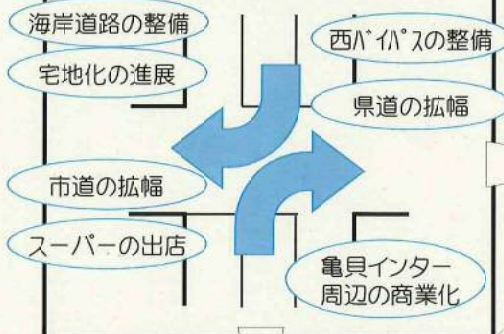 海岸道路の整備
宅地化の進展
西バイパスの整備
県道の拡幅
市道の拡幅
スーパーの出店
亀貝インター
周辺の商業化